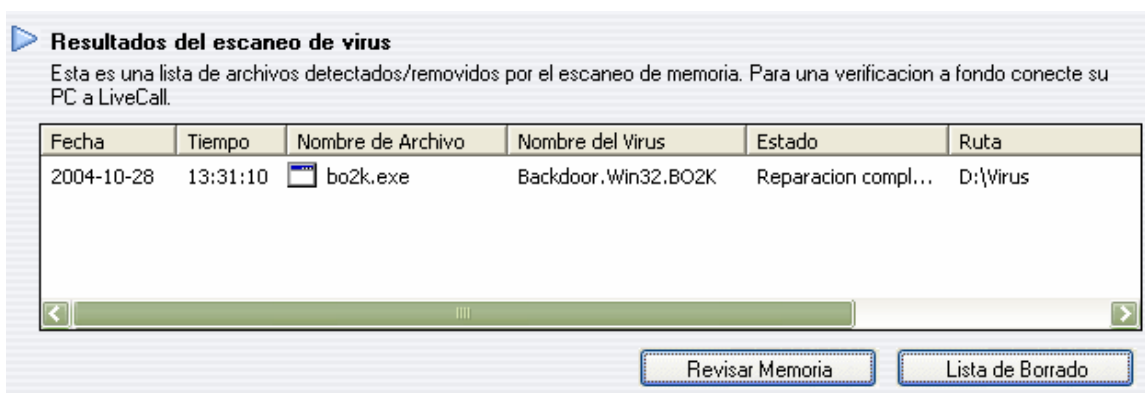 Resultados del escaneo de virus
Esta es una lista de archivos detectados/removidos por el escaneo de memoria. Para una verificacion a fondo conecte su
PC a LiveCall.
Fecha Tiempo Nombre de Archivo Nombre del Virus Estado Ruta
2004-10-28 13:31:10 bo2k.exe Backdoor.Win32.BO2K Reparacion compl... D:\Virus
Revisar Memoria Lista de Borrado